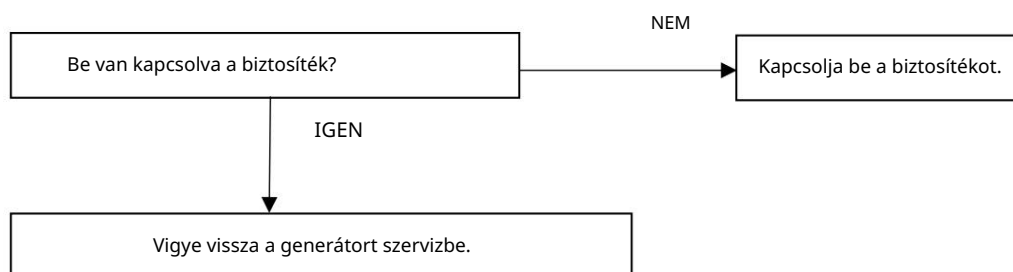 NEM
Be van kapcsolva a biztosíték?
Kapcsolja be a biztosítékot.
IGEN
Vigye vissza a generátort szervizbe.